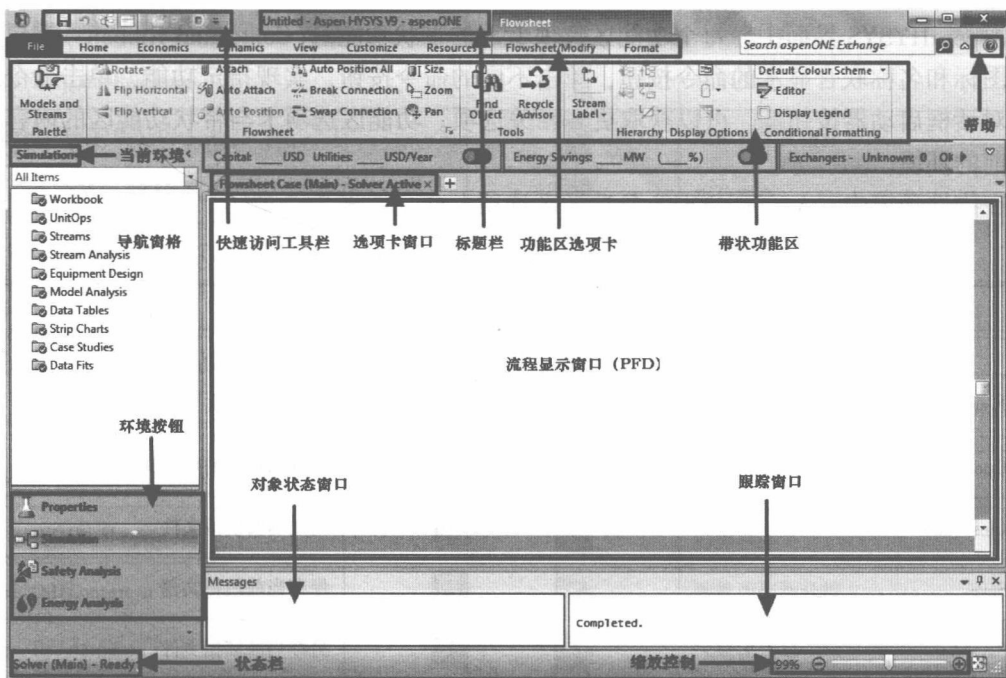 Untitled - Aspen HYSYS V9 - aspenONE
Flowsheet
File Home Economics Dynamics View Customize Resources Flowsheet/Modify Format Search aspenONE Exchange
Rotate Attach Auto Position All Size Default Colour Scheme
Flip Horizontal Auto Attach Break Connection Zoom Editor
Models and Streams
Find Object
Recycle Advisor
Stream Label
Flip Vertical Auto Position Swap Connection Pan Display Legend
Palette Flowsheet Tools Hierarchy Display Options Conditional Formatting
帮助
Simulation 当前环境 Capital: ____USD Utilities: ____USD/Year Energy Savings: ____MW (____%) Exchangers - Unknown: 0
All Items Flowsheet Case (Main) - Solver Active × +
Workbook
UnitOps
Streams
导航窗格 快速访问工具栏 选项卡窗口 标题栏 功能区选项卡 带状功能区
Stream Analysis
Equipment Design
Model Analysis
Data Tables
Strip Charts
Case Studies
Data Fits
流程显示窗口（PFD）
环境按钮
对象状态窗口 跟踪窗口
Properties
Simulation
Safety Analysis
Energy Analysis
Messages
Completed.
Solver (Main) - Ready 状态栏 缩放控制 99%